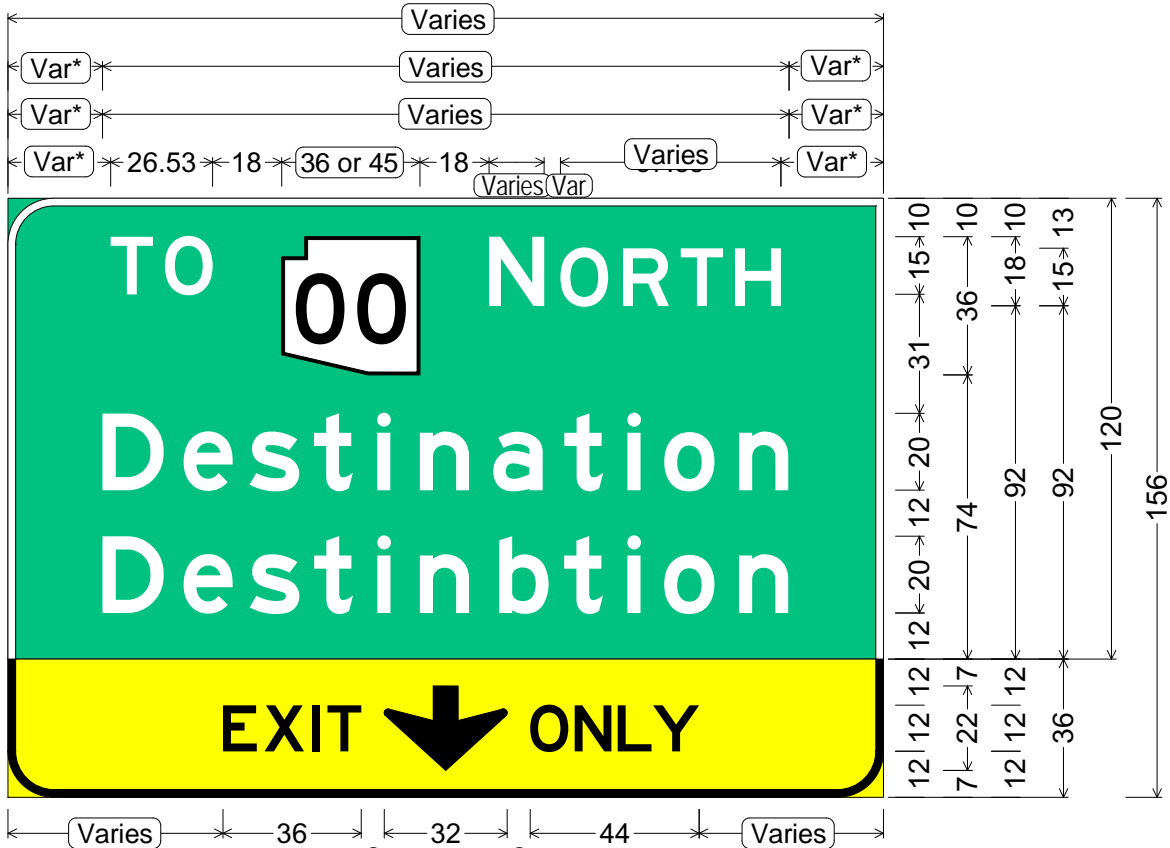 Varies
Var* Varies Var*
Var* Varies Var*
Var* 26.53 18 36 or 45 18 Varies Var Varies Var*
TO 00 NORTH
Destination
Destinbtion
EXIT ONLY
10 15 31 20 12 20 12 12 12 12
10 36 74 7 22 7
10 18 92 12 12 12
13 15 92 36
120
156
Varies 36 32 44 Varies